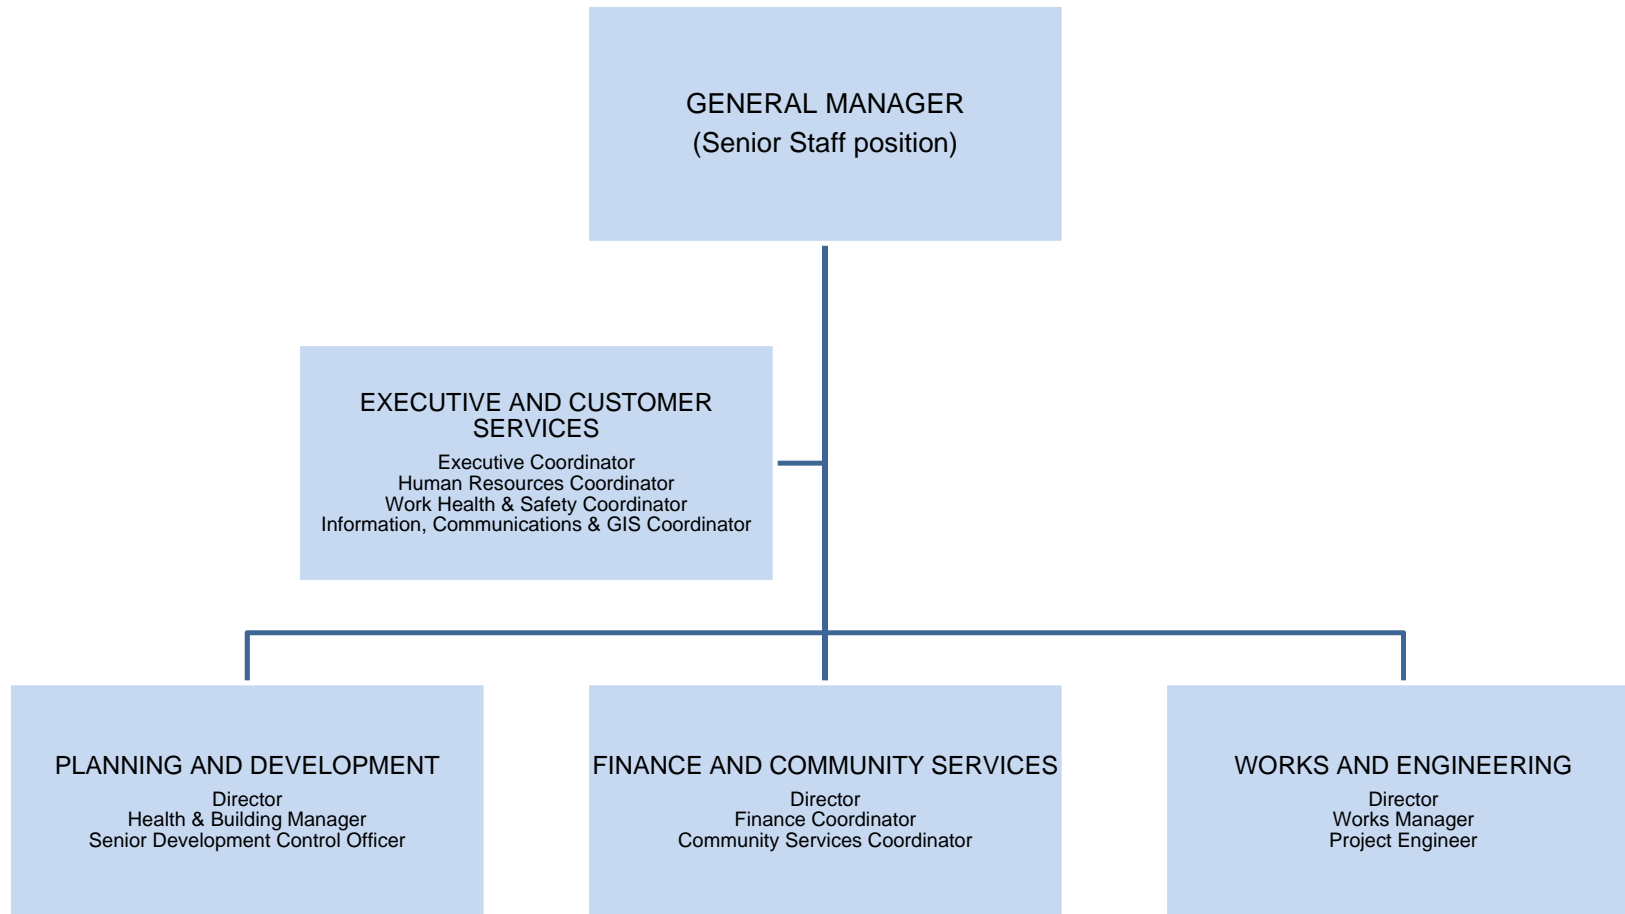 GENERAL MANAGER
(Senior Staff position)
EXECUTIVE AND CUSTOMER
SERVICES
Executive Coordinator
Human Resources Coordinator
Work Health & Safety Coordinator
Information, Communications & GIS Coordinator
PLANNING AND DEVELOPMENT
Director
Health & Building Manager
Senior Development Control Officer
FINANCE AND COMMUNITY SERVICES
Director
Finance Coordinator
Community Services Coordinator
WORKS AND ENGINEERING
Director
Works Manager
Project Engineer